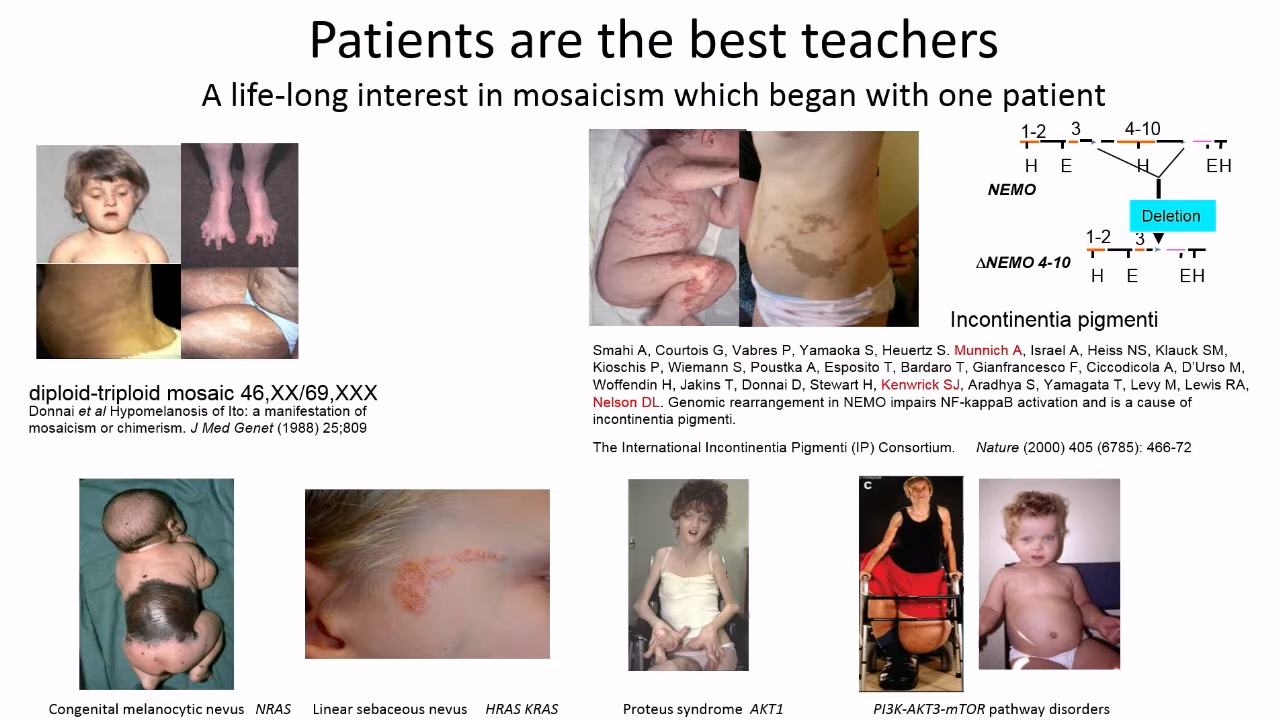 Patients are the best teachers
A life-long interest in mosaicism which began with one patient
1-2 3 4-10
H E H EH
NEMO
Deletion
1-2 3
ΔNEMO 4-10
H E EH
Incontinentia pigmenti
Smahi A, Courtois G, Vabres P, Yamaoka S, Heuertz S. Munnich A, Israel A, Heiss NS, Klauck SM,
Kioschis P, Wiemann S, Poustka A, Esposito T, Bardaro T, Gianfrancesco F, Ciccodicola A, D'Urso M,
Woffendin H, Jakins T, Donnai D, Stewart H, Kenwrick SJ, Aradhya S, Yamagata T, Levy M, Lewis RA,
Nelson DL. Genomic rearrangement in NEMO impairs NF-kappaB activation and is a cause of
incontinentia pigmenti.
The International Incontinentia Pigmenti (IP) Consortium. Nature (2000) 405 (6785): 466-72
diploid-triploid mosaic 46,XX/69,XXX
Donnai et al Hypomelanosis of Ito: a manifestation of
mosaicism or chimerism. J Med Genet (1988) 25;809
C
Congenital melanocytic nevus NRAS
Linear sebaceous nevus HRAS KRAS
Proteus syndrome AKT1
PI3K-AKT3-mTOR pathway disorders